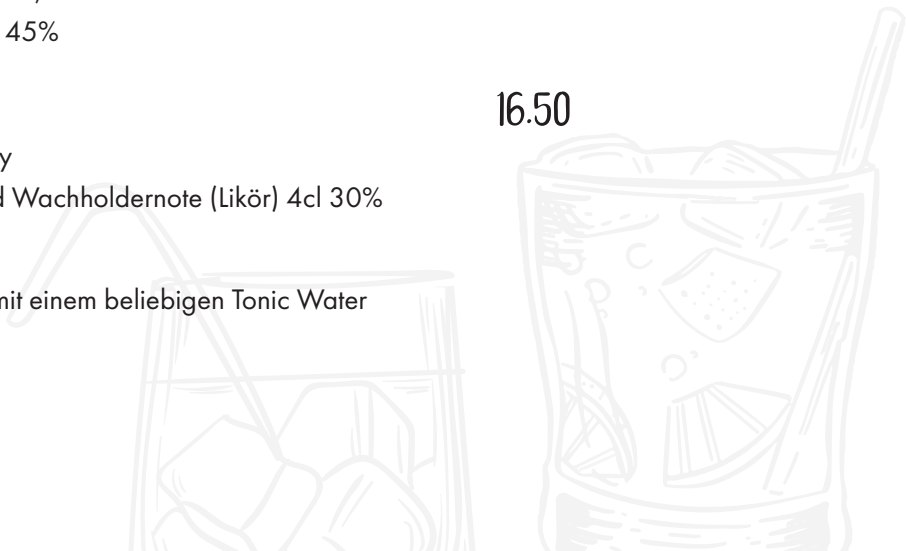 45%
16.50
y
d Wachholdernote (Likör) 4cl 30%
mit einem beliebigen Tonic Water